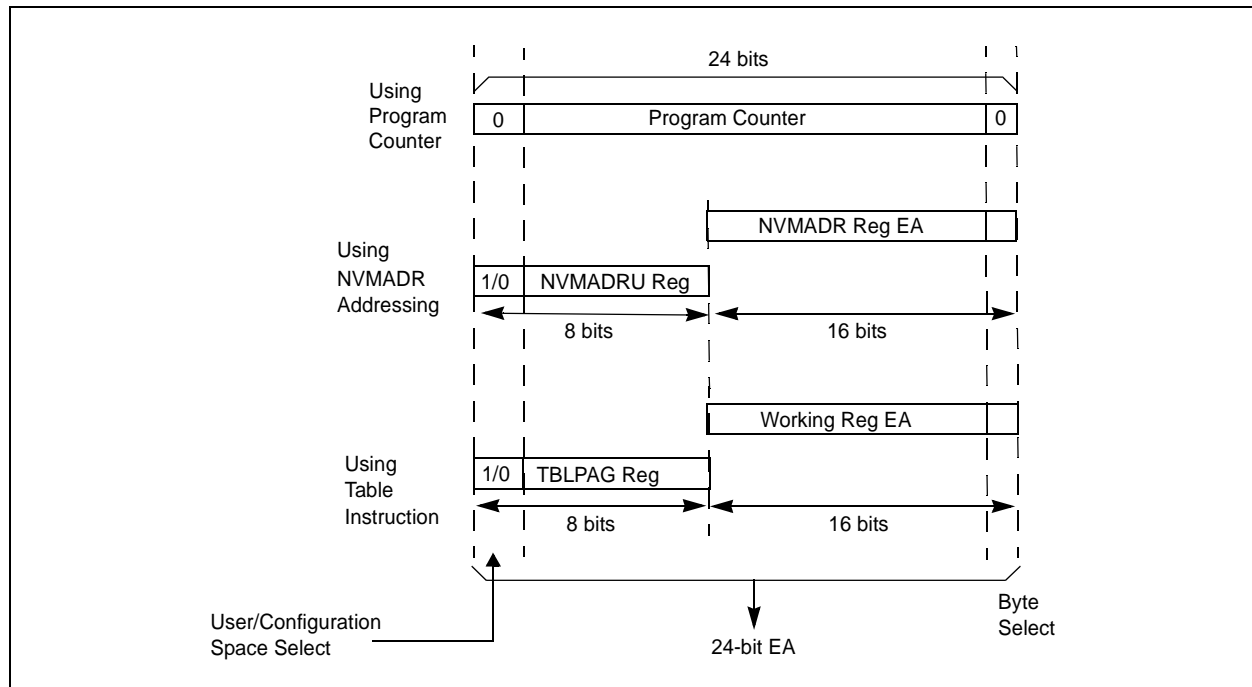 24 bits
Using
Program
Counter
0
Program Counter
0
NVMADR Reg EA
Using
NVMADR
Addressing
1/0
NVMADRU Reg
8 bits
16 bits
Working Reg EA
Using
Table
Instruction
1/0
TBLPAG Reg
8 bits
16 bits
User/Configuration
Space Select
24-bit EA
Byte
Select